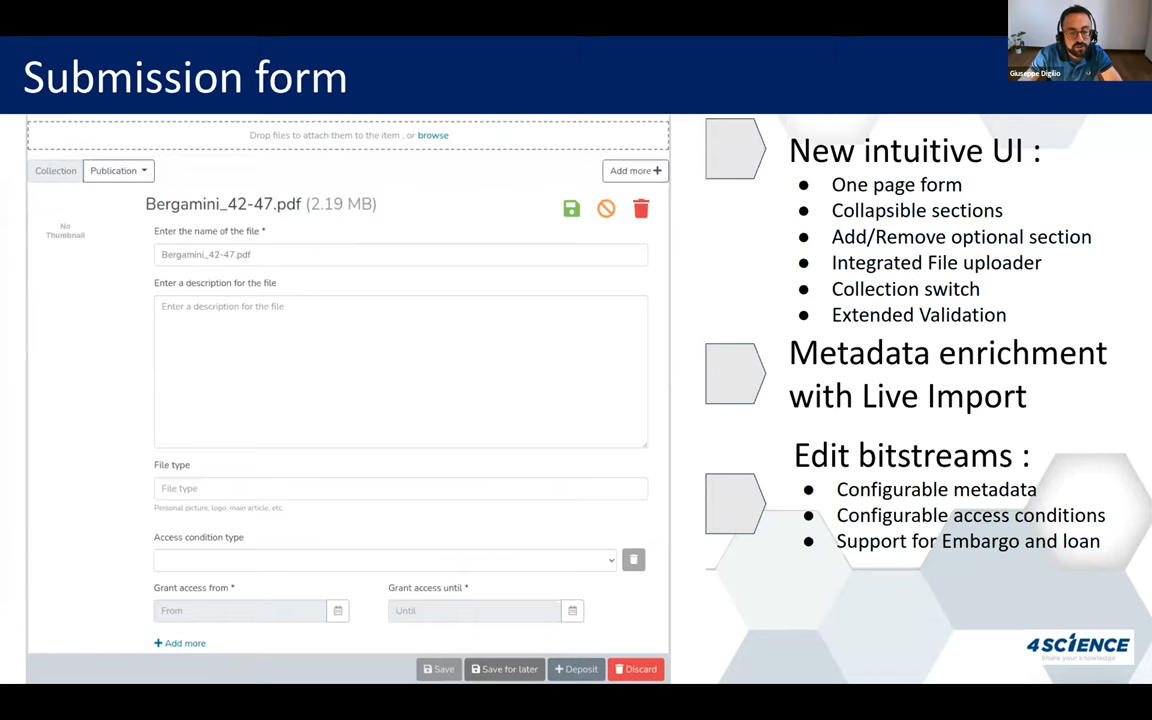 Giuseppe Digilio
Submission form
Drop files to attach them to the item , or browse
Collection
Publication
Add more
Bergamini_42-47.pdf (2.19 MB)
No
Thumbnail
Enter the name of the file *
Bergamini_42-47.pdf
Enter a description for the file
Enter a description for the file
File type
File type
Personal picture, logo, main article, etc
Access condition type
Grant access from *
Grant access until *
From
Until
+ Add more
Save
Save for later
+ Deposit
Discard
New intuitive UI :
● One page form
● Collapsible sections
● Add/Remove optional section
● Integrated File uploader
● Collection switch
● Extended Validation
Metadata enrichment
with Live Import
Edit bitstreams :
● Configurable metadata
● Configurable access conditions
● Support for Embargo and loan
4SCIENCE
Share your knowledge